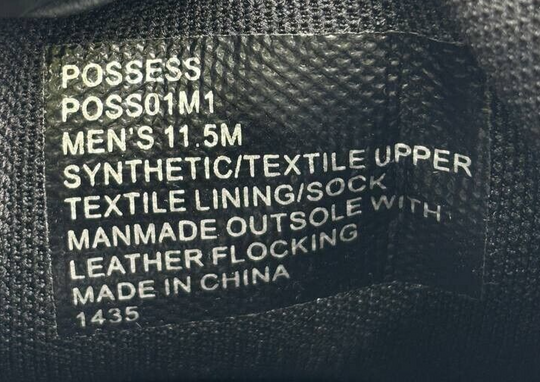 POSSESS
POSS01M1
MEN'S 11.5M
SYNTHETIC/TEXTILE UPPER
TEXTILE LINING/SOCK
MANMADE OUTSOLE WITH
LEATHER FLOCKING
MADE IN CHINA
1435